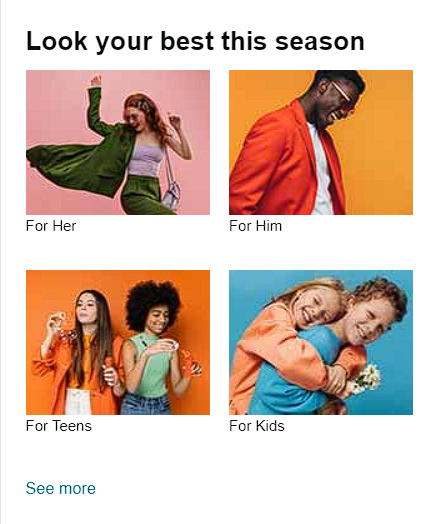 Look your best this season
For Her
For Him
For Teens
For Kids
See more